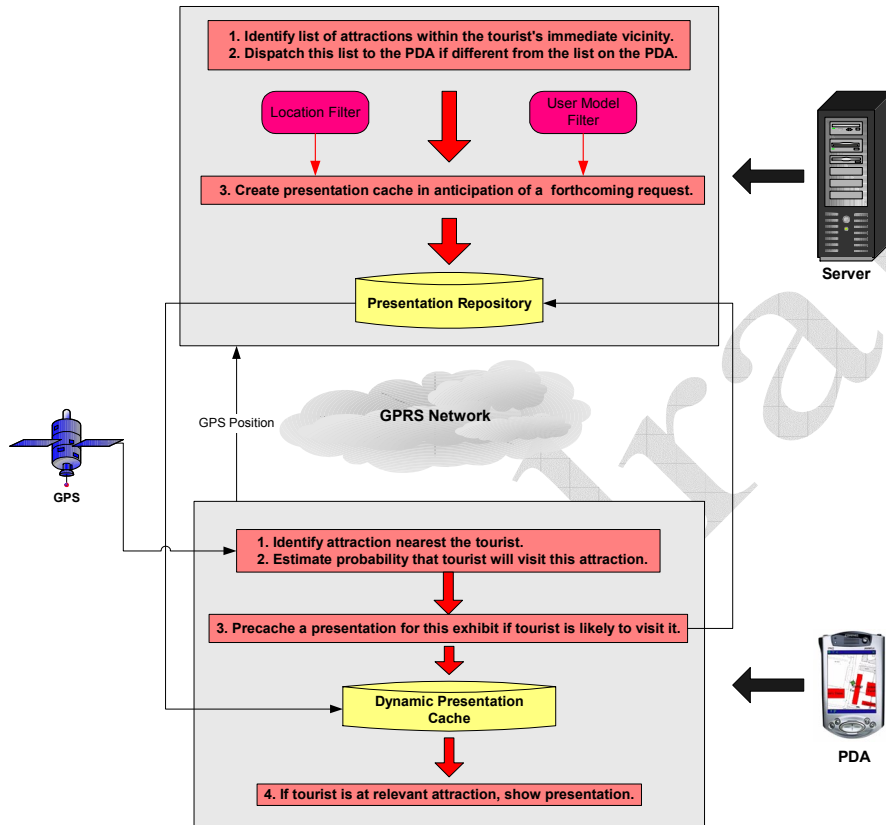 1. Identify list of attractions within the tourist's immediate vicinity.
2. Dispatch this list to the PDA if different from the list on the PDA.
Location Filter
User Model
Filter
3. Create presentation cache in anticipation of a forthcoming request.
Server
Presentation Repository
GPS Position
GPRS Network
GPS
1. Identify attraction nearest the tourist.
2. Estimate probability that tourist will visit this attraction.
3. Precache a presentation for this exhibit if tourist is likely to visit it.
Dynamic Presentation
Cache
PDA
4. If tourist is at relevant attraction, show presentation.